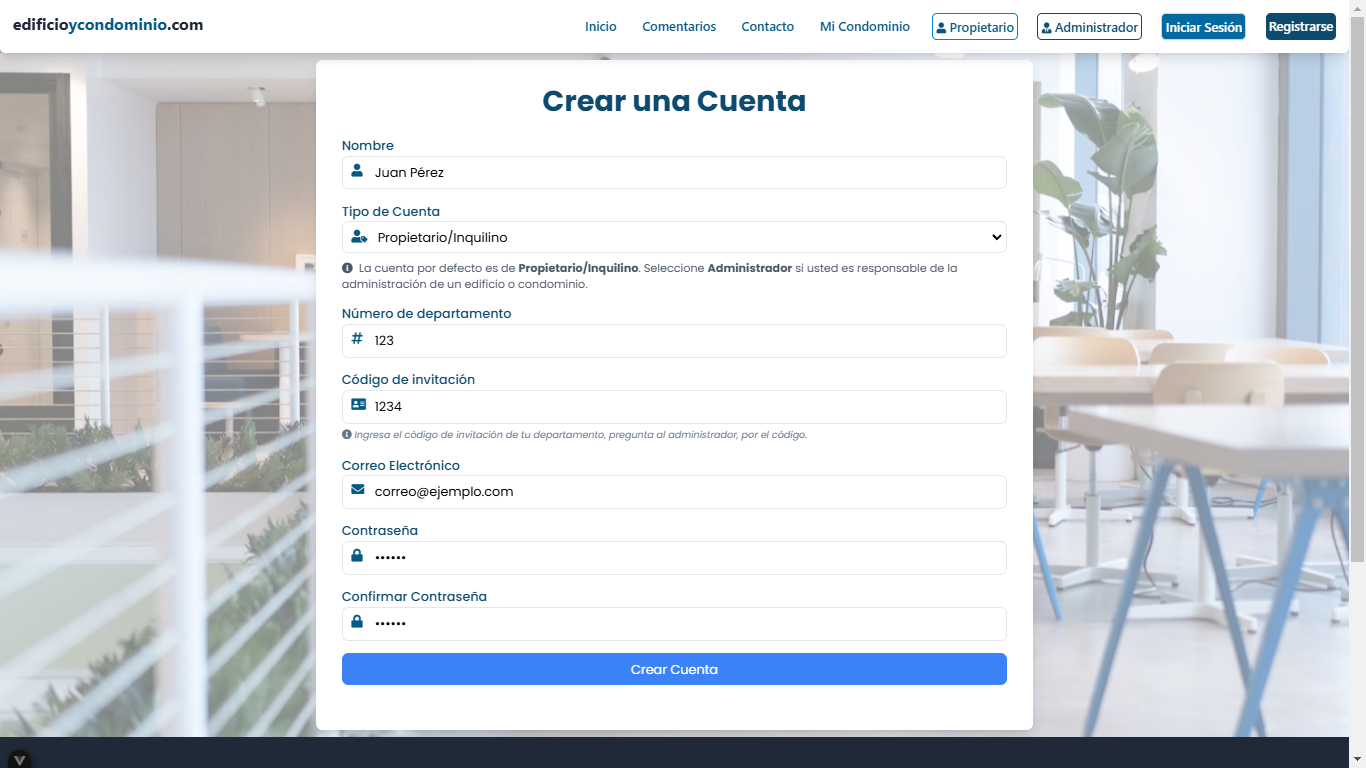 edificioycondominio.com
Inicio Comentarios Contacto Mi Condominio Propietario Administrador Iniciar Sesión Registrarse
Crear una Cuenta
Nombre
Juan Pérez
Tipo de Cuenta
Propietario/Inquilino
La cuenta por defecto es de Propietario/Inquilino. Seleccione Administrador si usted es responsable de la
administración de un edificio o condominio.
Número de departamento
# 123
Código de invitación
1234
Ingresa el código de invitación de tu departamento, pregunta al administrador, por el código.
Correo Electrónico
correo@ejemplo.com
Contraseña
••••••
Confirmar Contraseña
••••••
Crear Cuenta